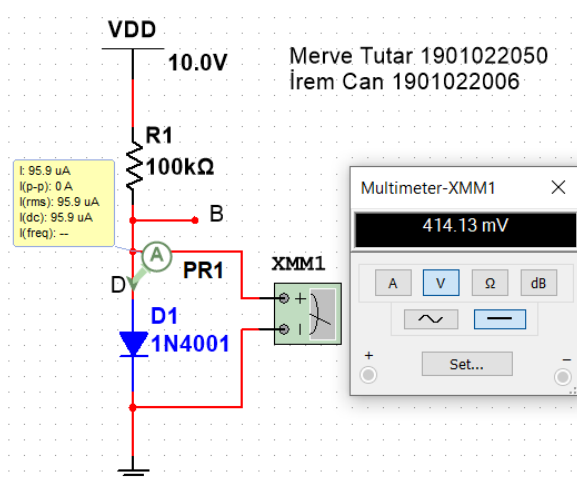 VDD
10.0V
Merve Tutar 1901022050
İrem Can 1901022006
R1
100kΩ
I: 95.9 uA
I(p-p): 0 A
I(rms): 95.9 uA
I(dc): 95.9 uA
I(freq): --
B
A
PR1
D
D1
1N4001
XMM1
+
Multimeter-XMM1
414.13 mV
A V Ω dB
+ Set... -